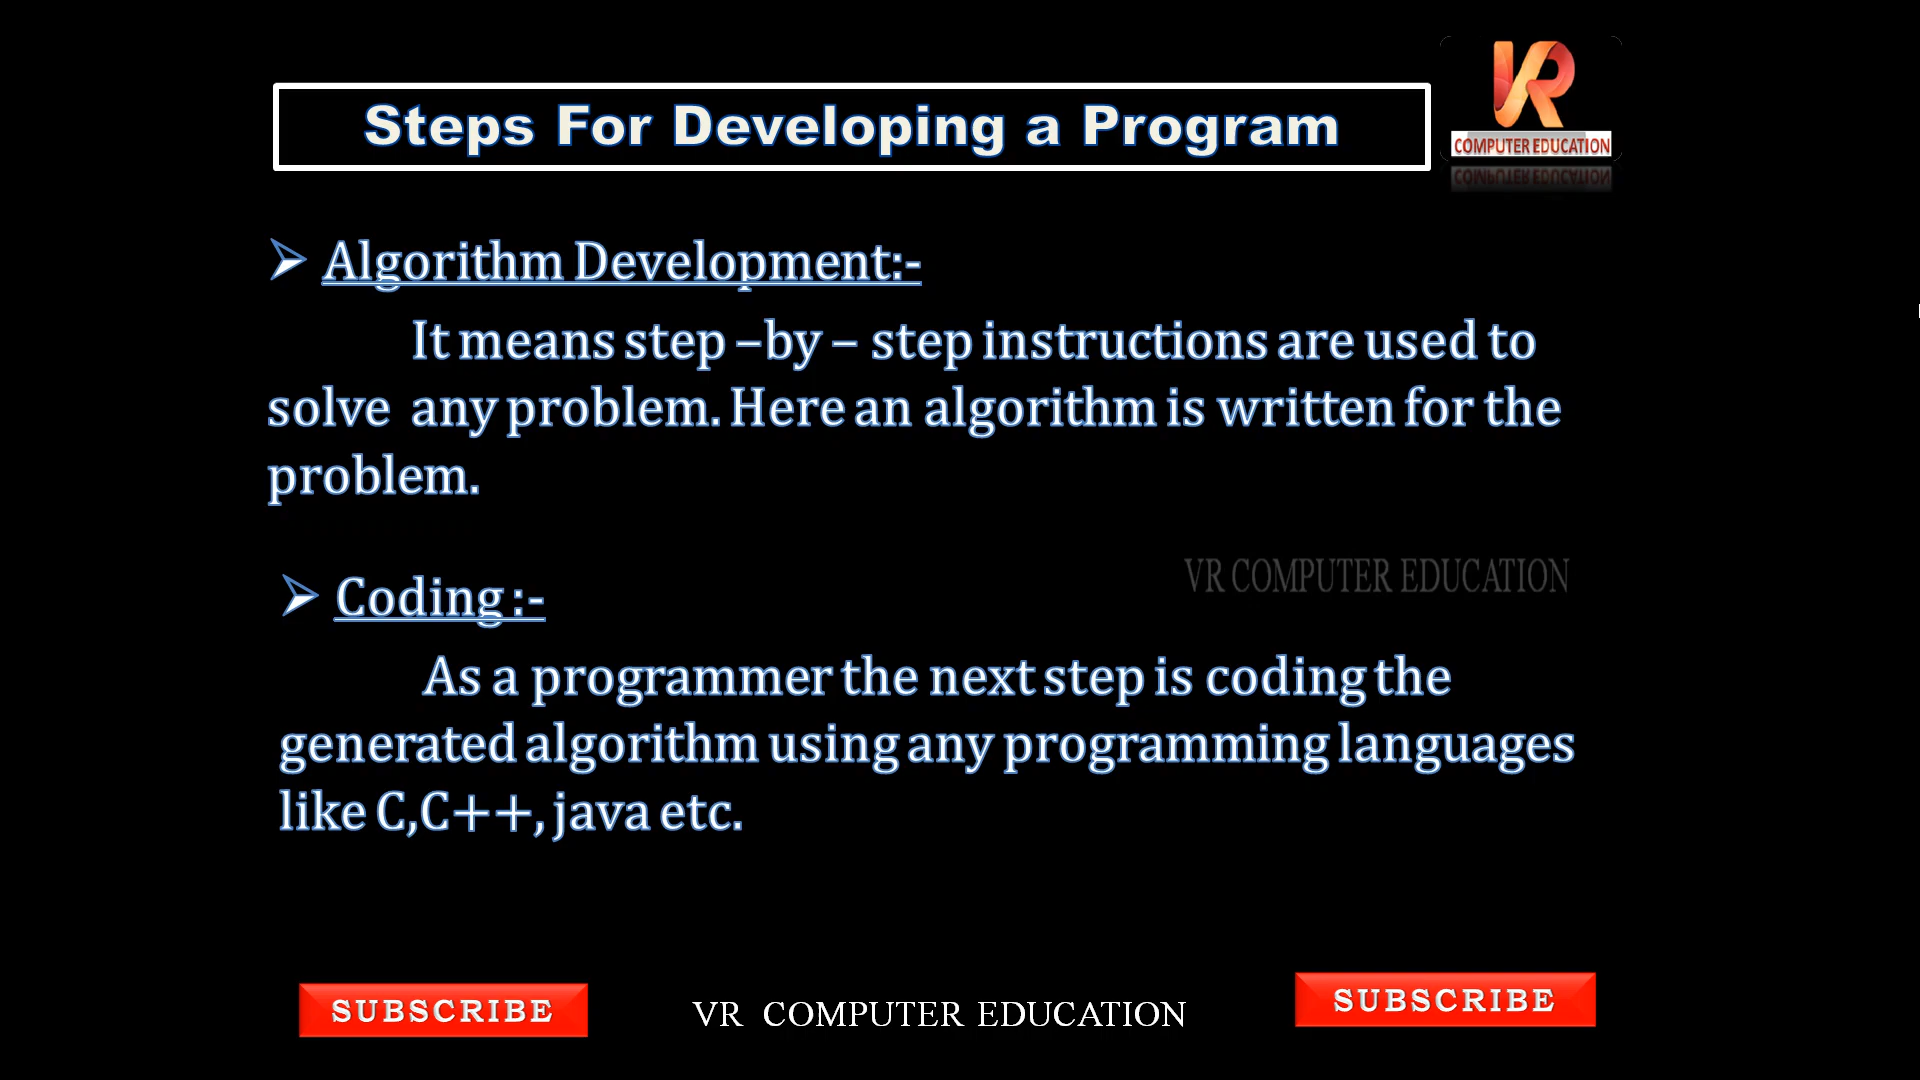 Steps For Developing a Program
VR
COMPUTER EDUCATION
COMPUTER EDUCATION
➢ Algorithm Development:-
It means step –by – step instructions are used to
solve any problem. Here an algorithm is written for the
problem.
VR COMPUTER EDUCATION
➢ Coding :-
As a programmer the next step is coding the
generated algorithm using any programming languages
like C,C++, java etc.
SUBSCRIBE
VR COMPUTER EDUCATION
SUBSCRIBE